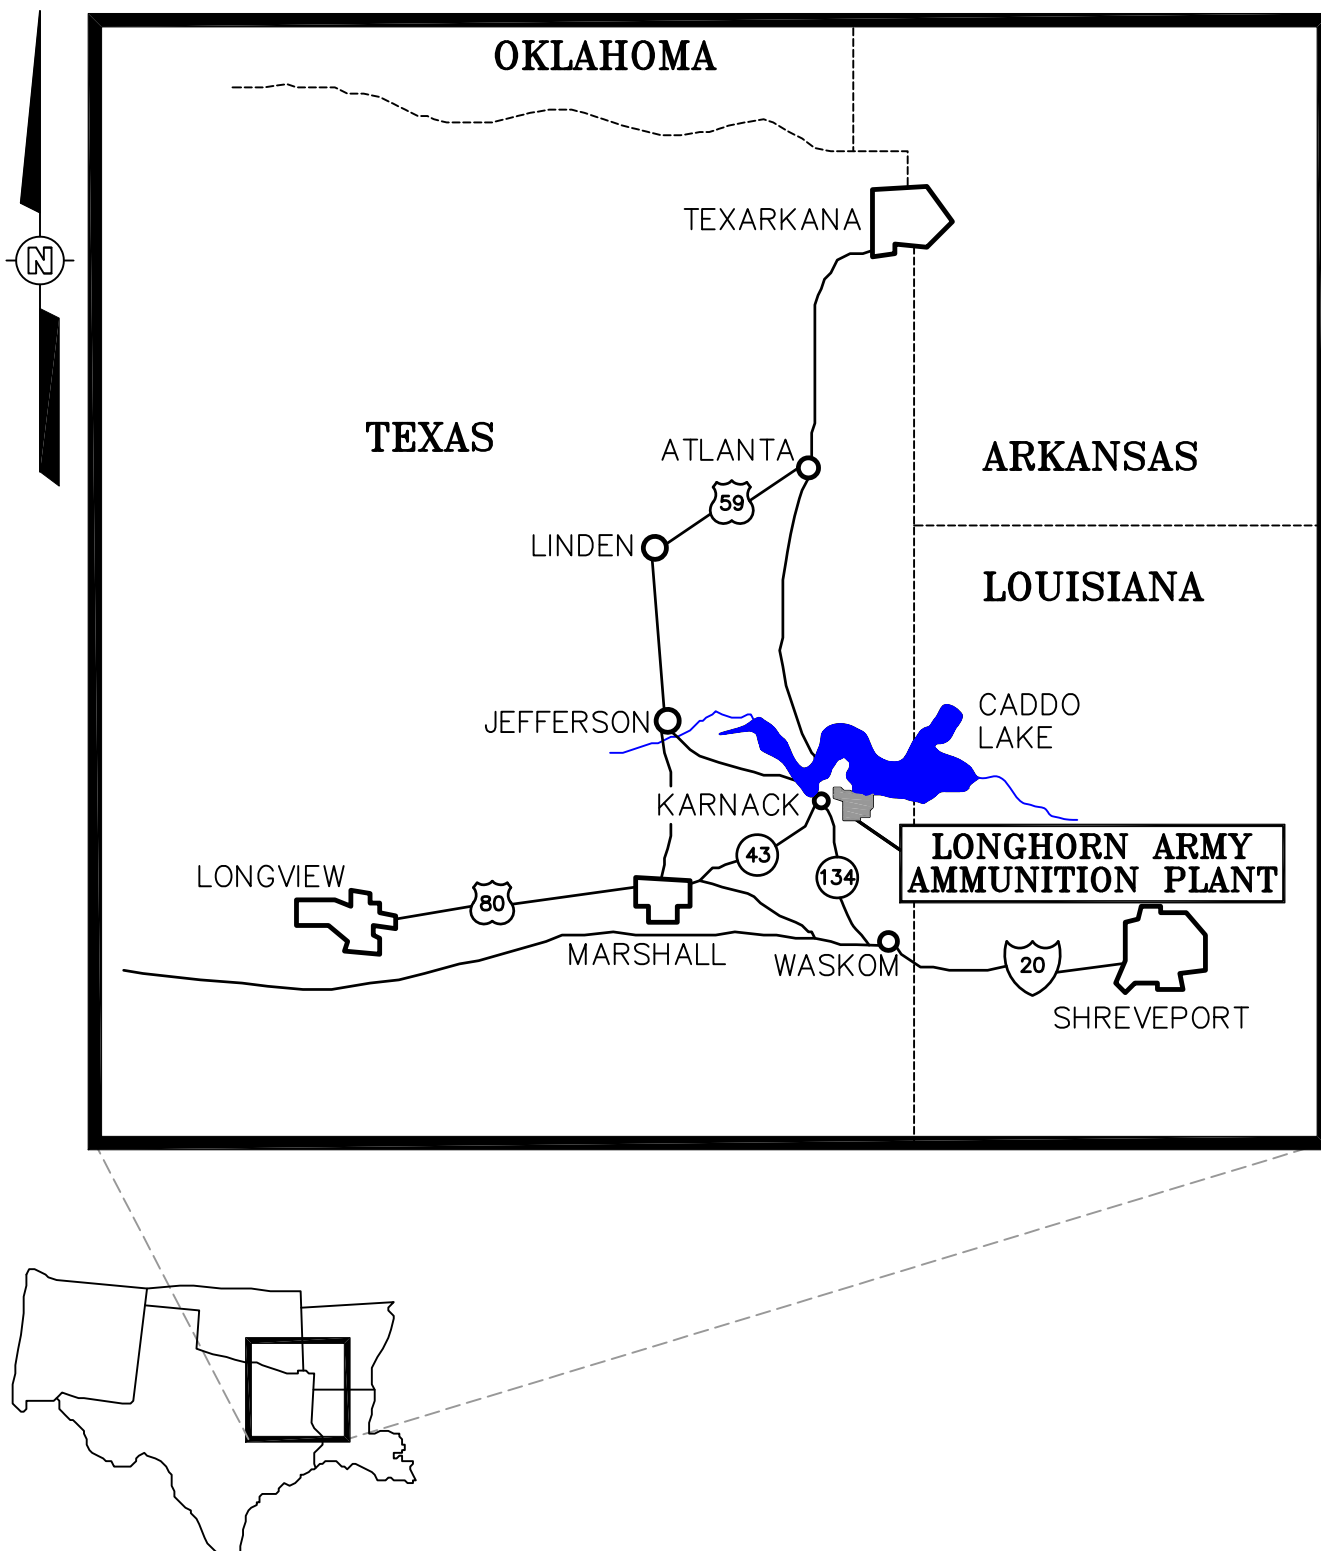 OKLAHOMA
N
TEXARKANA
TEXAS
ATLANTA
ARKANSAS
59
LINDEN
LOUISIANA
CADDO
LAKE
JEFFERSON
KARNACK
LONGHORN ARMY
AMMUNITION PLANT
43
134
LONGVIEW
80
MARSHALL
WASKOM
20
SHREVEPORT